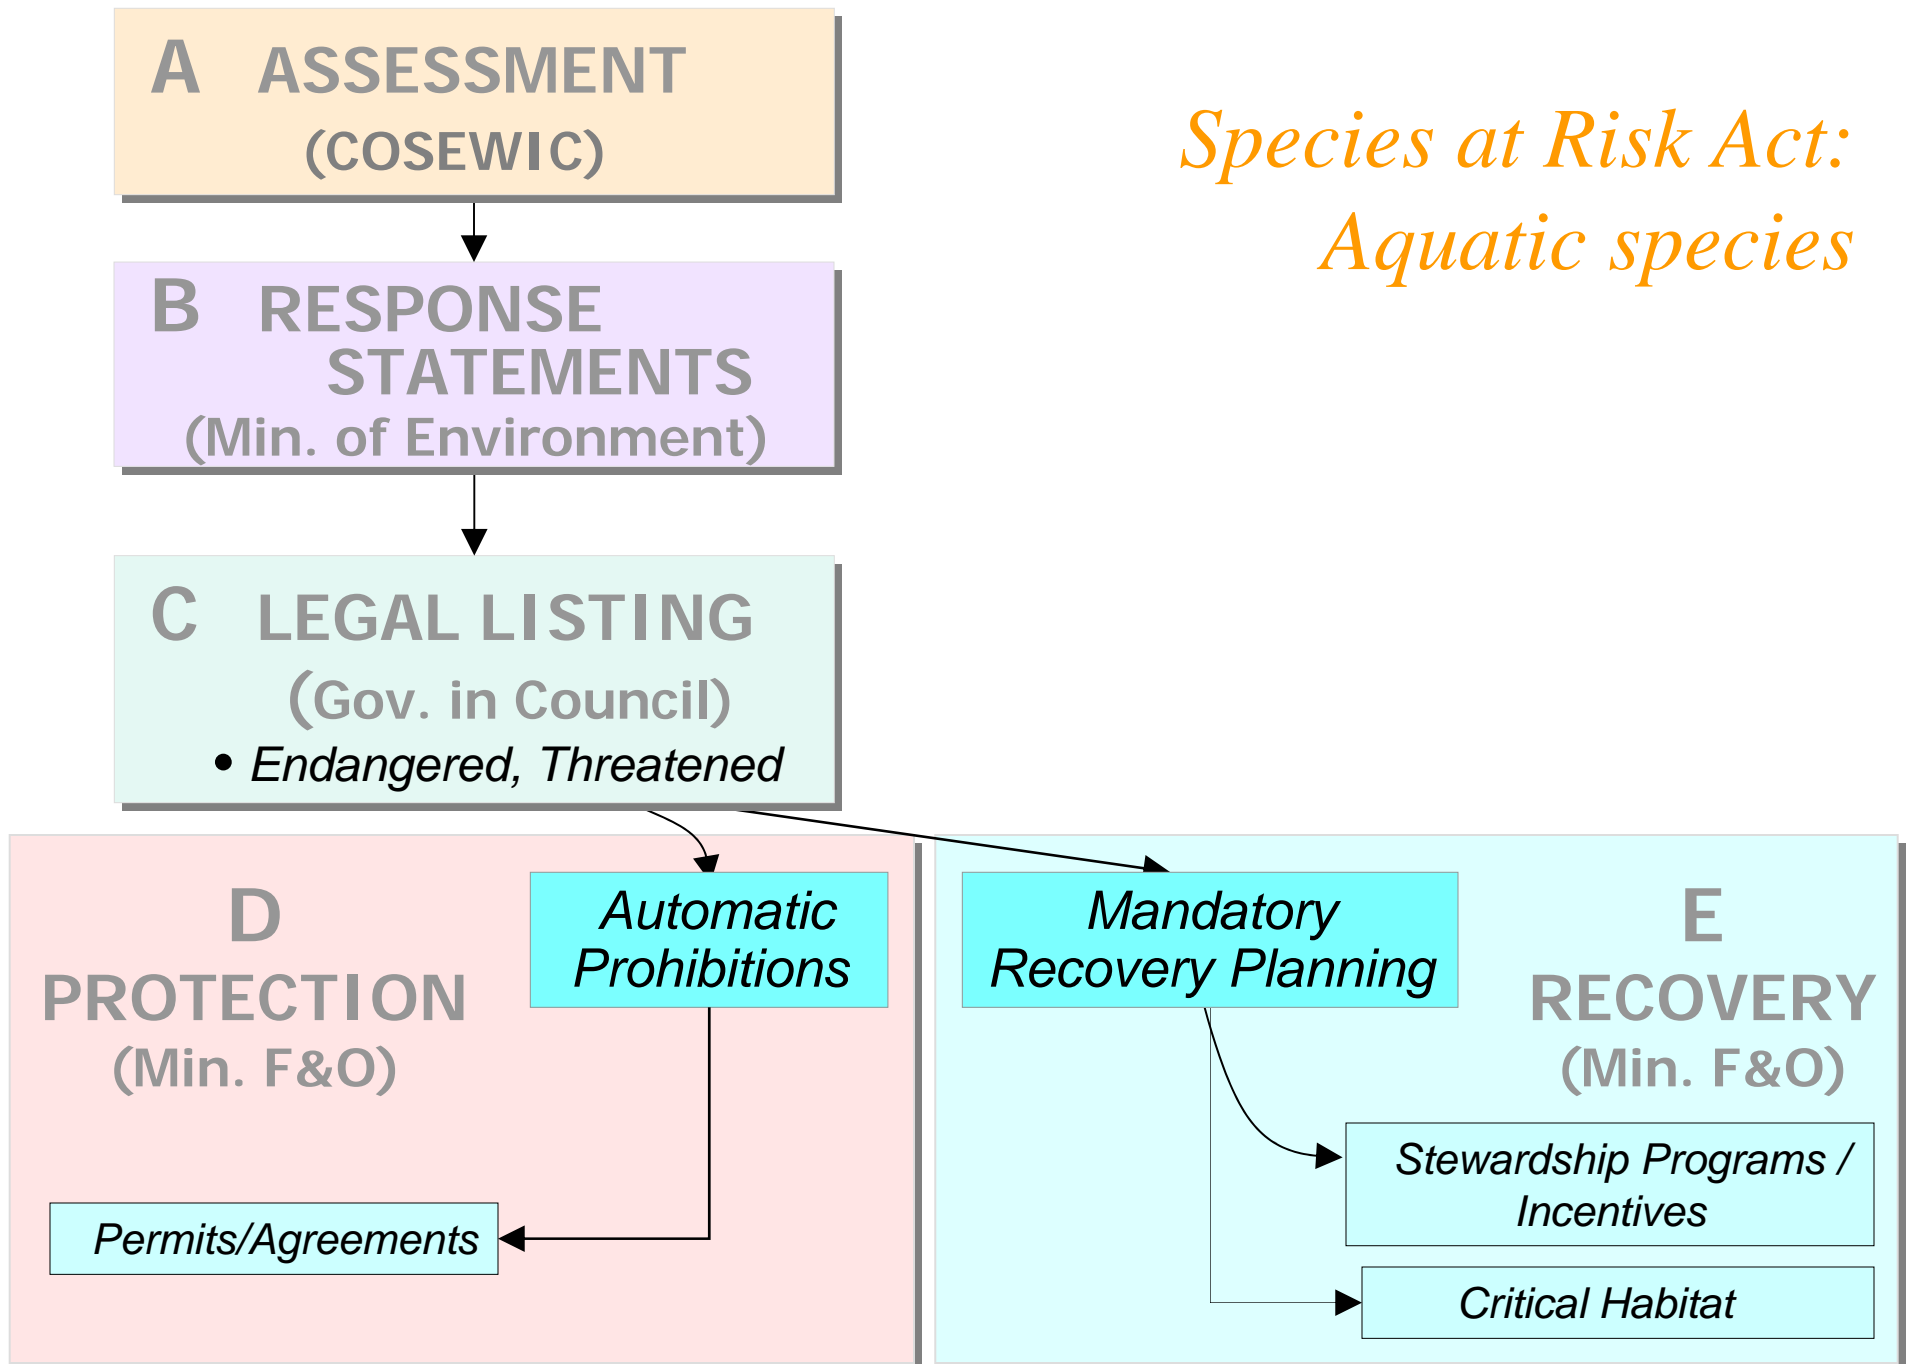 A ASSESSMENT
(COSEWIC)
Species at Risk Act:
Aquatic species
B RESPONSE
STATEMENTS
(Min. of Environment)
C LEGAL LISTING
(Gov. in Council)
• Endangered, Threatened
D
PROTECTION
(Min. F&O)
Automatic
Prohibitions
Permits/Agreements
Mandatory
Recovery Planning
E
RECOVERY
(Min. F&O)
Stewardship Programs /
Incentives
Critical Habitat